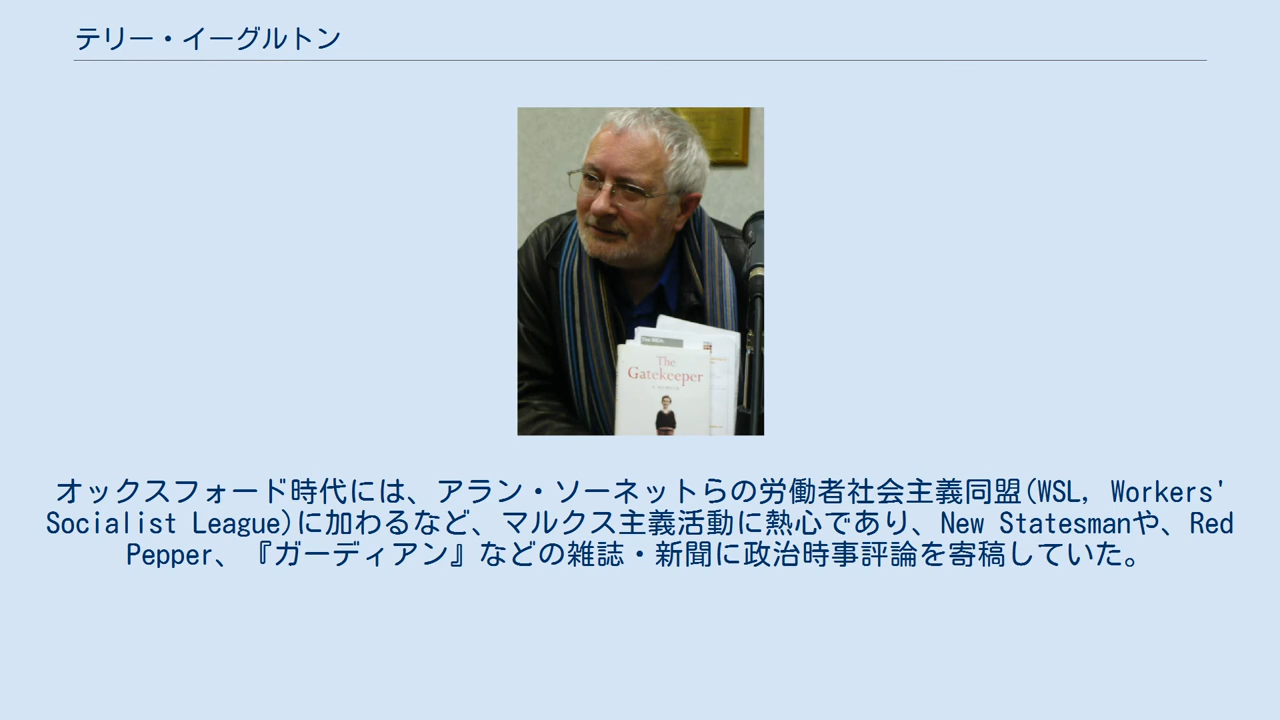 テリー・イーグルトン
The
Gatekeeper
オックスフォード時代には、アラン・ソーネットらの労働者社会主義同盟(WSL, Workers'
Socialist League)に加わるなど、マルクス主義活動に熱心であり、New Statesmanや、Red
Pepper、『ガーディアン』などの雑誌・新聞に政治時事評論を寄稿していた。